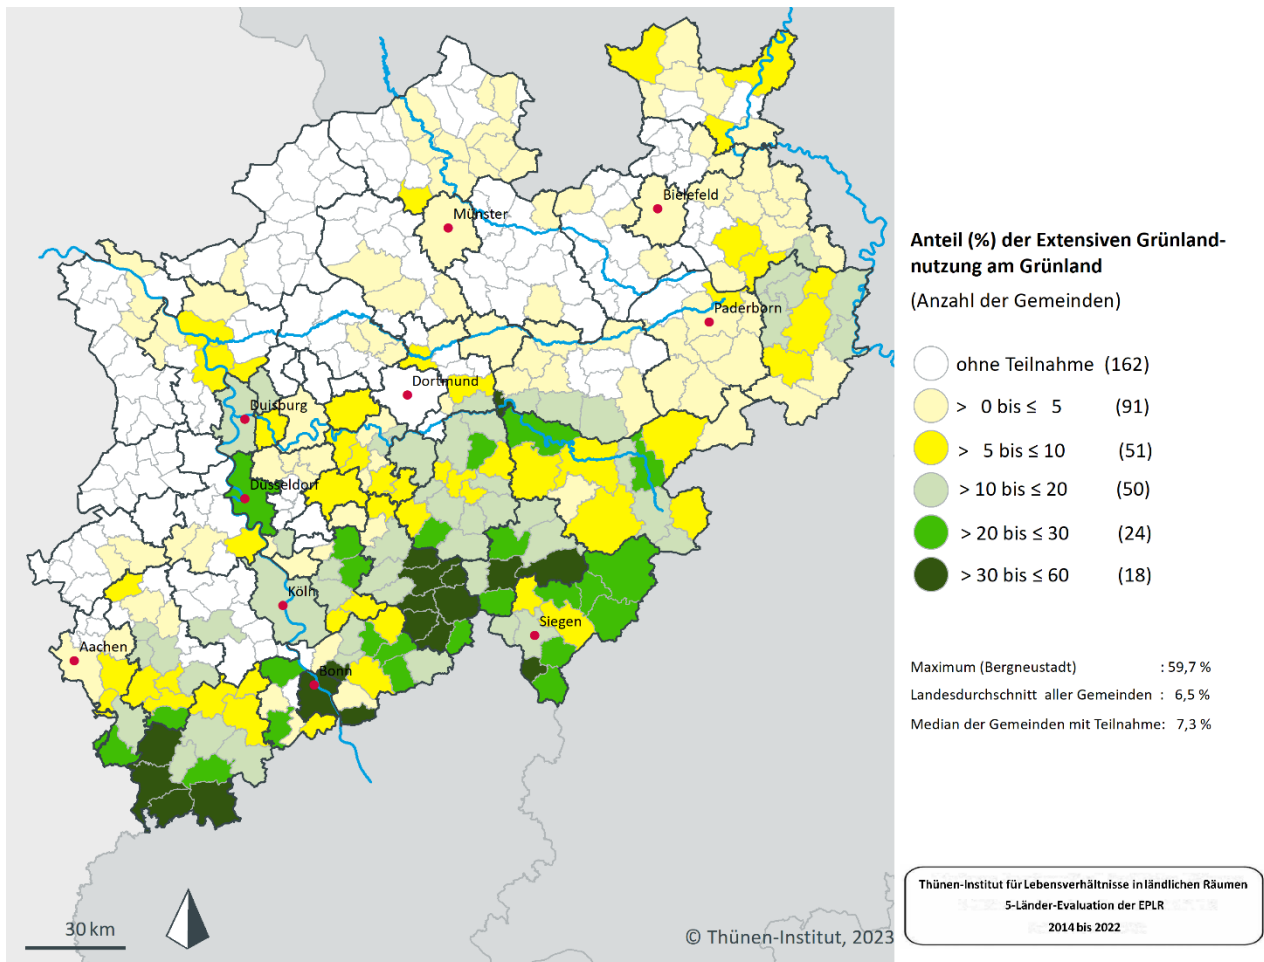 Bielefeld
Münster
Paderborn
Dortmund
Duisburg
Düsseldorf
Köln
Siegen
Aachen
Bonn
30 km
© Thünen-Institut, 2023
Anteil (%) der Extensiven Grünland-
nutzung am Grünland
(Anzahl der Gemeinden)
ohne Teilnahme (162)
> 0 bis ≤ 5 (91)
> 5 bis ≤ 10 (51)
> 10 bis ≤ 20 (50)
> 20 bis ≤ 30 (24)
> 30 bis ≤ 60 (18)
Maximum (Bergneustadt) : 59,7 %
Landesdurchschnitt aller Gemeinden : 6,5 %
Median der Gemeinden mit Teilnahme: 7,3 %
Thünen-Institut für Lebensverhältnisse in ländlichen Räumen
5-Länder-Evaluation der EPLR
2014 bis 2022